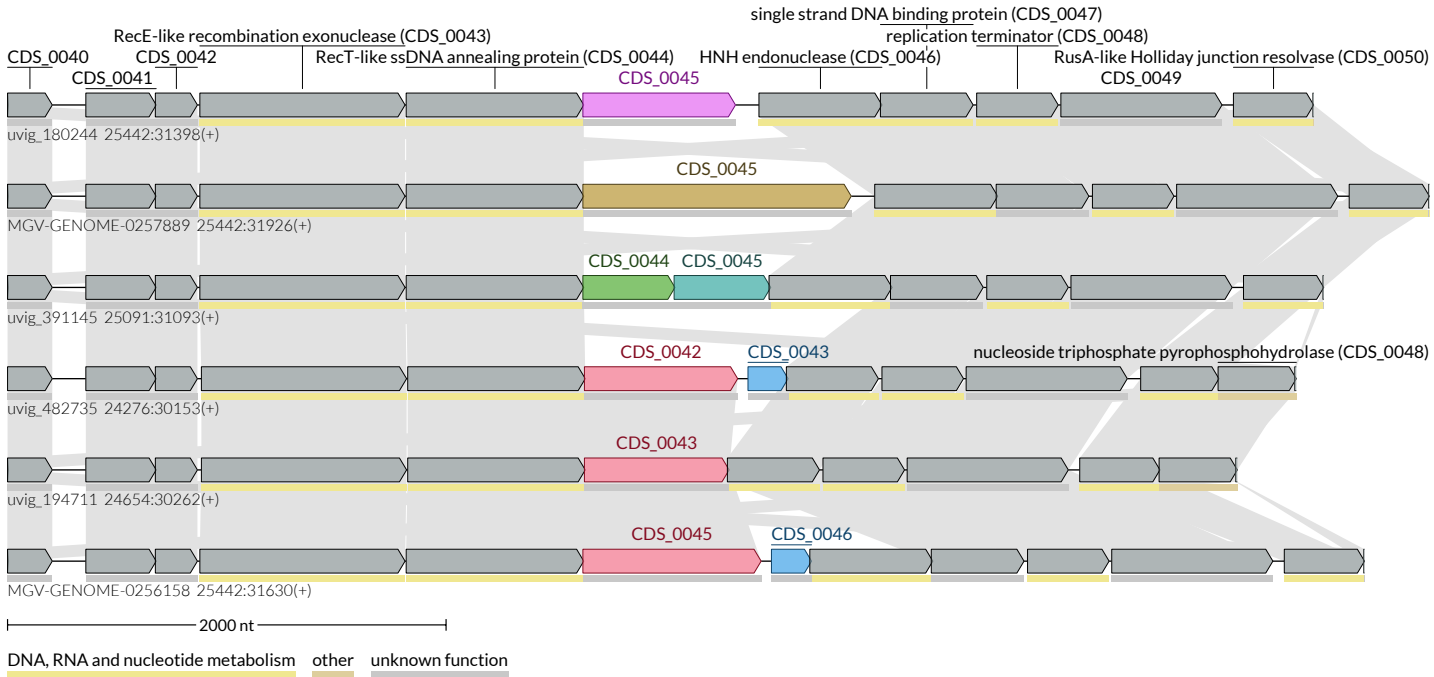 single strand DNA binding protein (CDS_0047)
RecE-like recombination exonuclease (CDS_0043)
replication terminator (CDS_0048)
CDS_0040
CDS_0042
RecT-like ssDNA annealing protein (CDS_0044)
HNH endonuclease (CDS_0046)
RusA-like Holliday junction resolvase (CDS_0050)
CDS_0041
CDS_0045
CDS_0049
uvig_180244 25442:31398(+)
CDS_0045
MGV-GENOME-0257889 25442:31926(+)
CDS_0044
CDS_0045
uvig_391145 25091:31093(+)
CDS_0042
CDS_0043
nucleoside triphosphate pyrophosphohydrolase (CDS_0048)
uvig_482735 24276:30153(+)
CDS_0043
uvig_194711 24654:30262(+)
CDS_0045
CDS_0046
MGV-GENOME-0256158 25442:31630(+)
2000 nt
DNA, RNA and nucleotide metabolism
other
unknown function